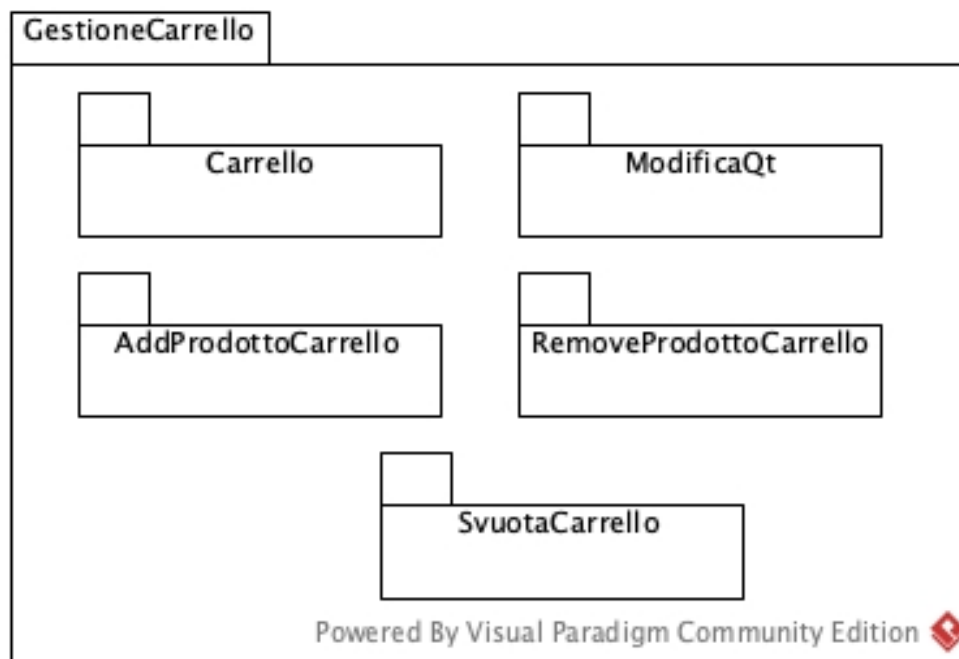 GestioneCarrello
Carrello
ModificaQt
AddProdottoCarrello
RemoveProdottoCarrello
SvuotaCarrello
Powered By Visual Paradigm Community Edition